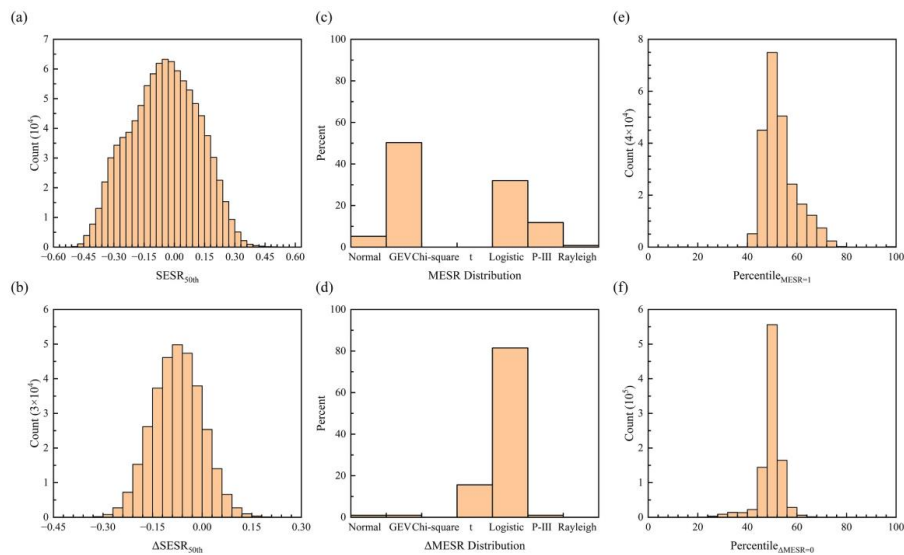 (a)
7
6
5
4
3
2
1
0
Count (10⁴)
−0.60 −0.45 −0.30 −0.15 0.00 0.15 0.30 0.45 0.60
SESR50th
(c)
100
80
60
40
20
0
Percent
Normal GEV Chi-square t Logistic P-III Rayleigh
MESR Distribution
(e)
8
6
4
2
0
Count (4×10⁴)
0 20 40 60 80 100
PercentileMESR=1
(b)
6
5
4
3
2
1
0
Count (3×10⁴)
−0.45 −0.30 −0.15 0.00 0.15 0.30
ΔSESR50th
(d)
100
80
60
40
20
0
Percent
Normal GEV Chi-square t Logistic P-III Rayleigh
ΔMESR Distribution
(f)
6
5
4
3
2
1
0
Count (10⁵)
0 20 40 60 80 100
PercentileΔMESR=0